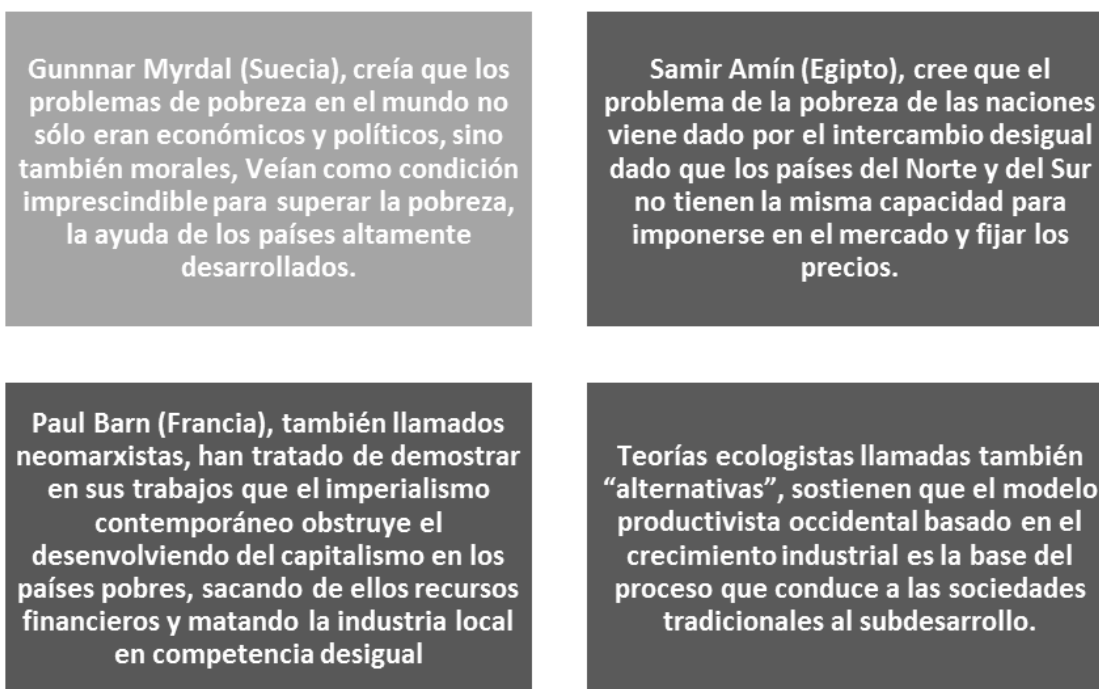 Gunnnar Myrdal (Suecia), creía que los
problemas de pobreza en el mundo no
sólo eran económicos y políticos, sino
también morales, Veían como condición
imprescindible para superar la pobreza,
la ayuda de los países altamente
desarrollados.
Samir Amín (Egipto), cree que el
problema de la pobreza de las naciones
viene dado por el intercambio desigual
dado que los países del Norte y del Sur
no tienen la misma capacidad para
imponerse en el mercado y fijar los
precios.
Paul Barn (Francia), también llamados
neomarxistas, han tratado de demostrar
en sus trabajos que el imperialismo
contemporáneo obstruye el
desenvolviendo del capitalismo en los
países pobres, sacando de ellos recursos
financieros y matando la industria local
en competencia desigual
Teorías ecologistas llamadas también
“alternativas”, sostienen que el modelo
productivista occidental basado en el
crecimiento industrial es la base del
proceso que conduce a las sociedades
tradicionales al subdesarrollo.